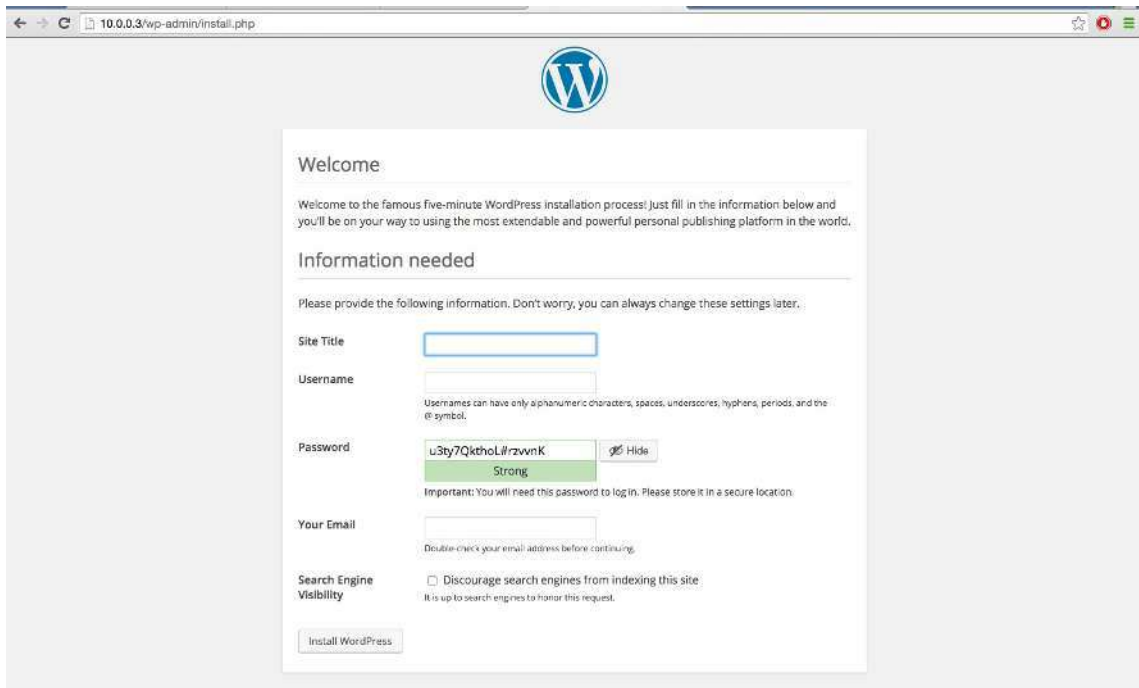 10.0.0.3/wp-admin/install.php
Welcome
Welcome to the famous five-minute WordPress installation process! Just fill in the information below and
you'll be on your way to using the most extendable and powerful personal publishing platform in the world.
Information needed
Please provide the following information. Don't worry, you can always change these settings later.
Site Title
Username
Usernames can have only alphanumeric characters, spaces, underscores, hyphens, periods, and the
@ symbol.
Password u3ty7QkthoL#rzvvnK Hide
Strong
Important: You will need this password to log in. Please store it in a secure location.
Your Email
Double-check your email address before continuing.
Search Engine
Visibility
Discourage search engines from indexing this site
It is up to search engines to honor this request.
Install WordPress